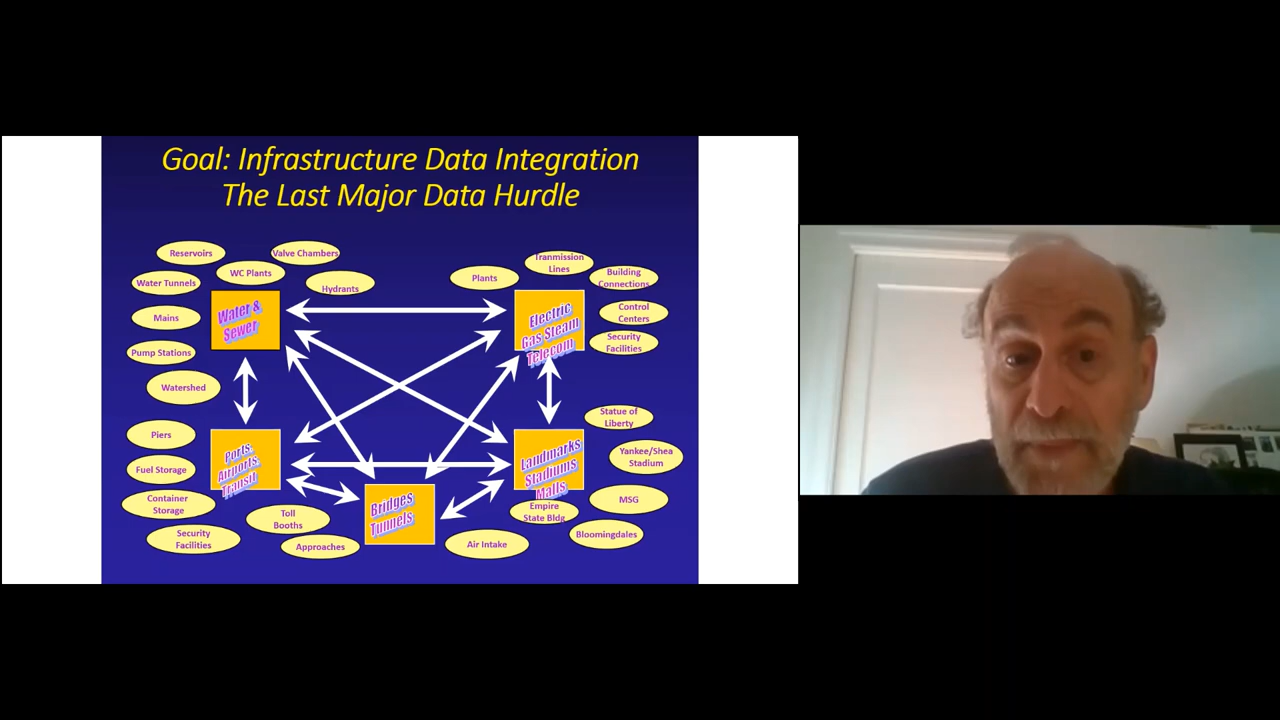 Goal: Infrastructure Data Integration
The Last Major Data Hurdle
Reservoirs
Valve Chambers
WC Plants
Water Tunnels
Hydrants
Mains
Pump Stations
Watershed
Water &
Sewer
Plants
Tranmission
Lines
Building
Connections
Control
Centers
Security
Facilities
Electric
Gas Steam
Telecom
Piers
Fuel Storage
Container
Storage
Security
Facilities
Ports,
Airports,
Transit
Toll
Booths
Approaches
Bridges
Tunnels
Air Intake
Landmarks
Stadiums
Malls
Statue of
Liberty
Yankee/Shea
Stadium
MSG
Empire
State Bldg
Bloomingdales